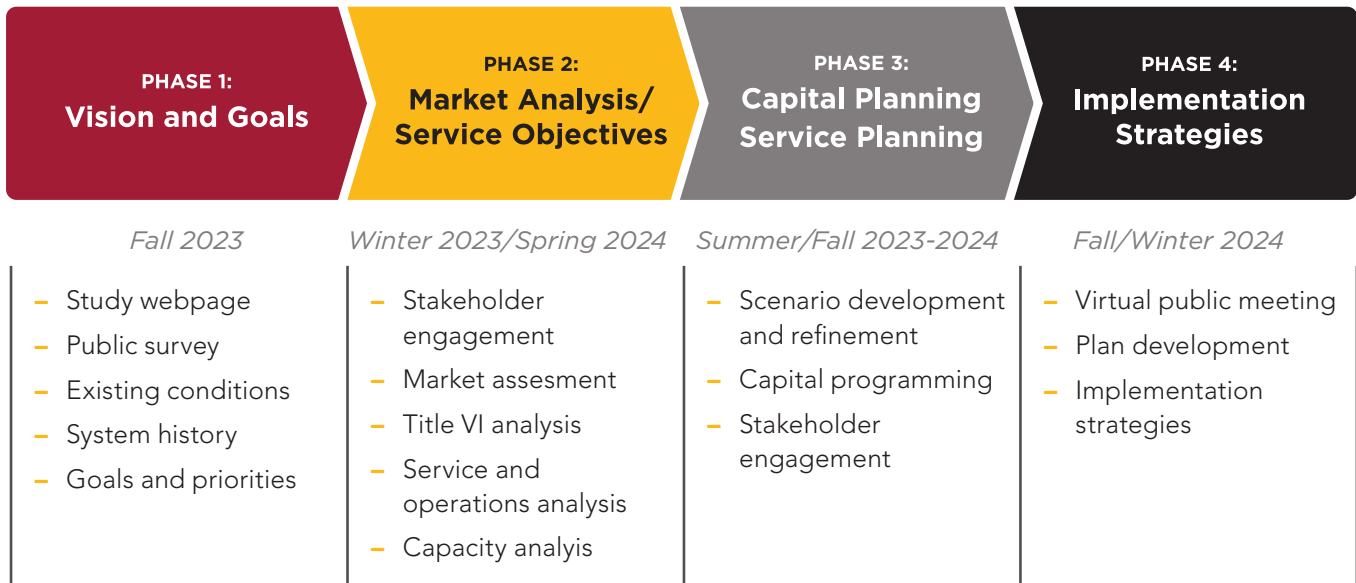 PHASE 1:
Vision and Goals
PHASE 2:
Market Analysis/
Service Objectives
PHASE 3:
Capital Planning
Service Planning
PHASE 4:
Implementation
Strategies
Fall 2023
Winter 2023/Spring 2024
Summer/Fall 2023-2024
Fall/Winter 2024
– Study webpage
– Public survey
– Existing conditions
– System history
– Goals and priorities
– Stakeholder
engagement
– Market assesment
– Title VI analysis
– Service and
operations analysis
– Capacity analyis
– Scenario development
and refinement
– Capital programming
– Stakeholder
engagement
– Virtual public meeting
– Plan development
– Implementation
strategies